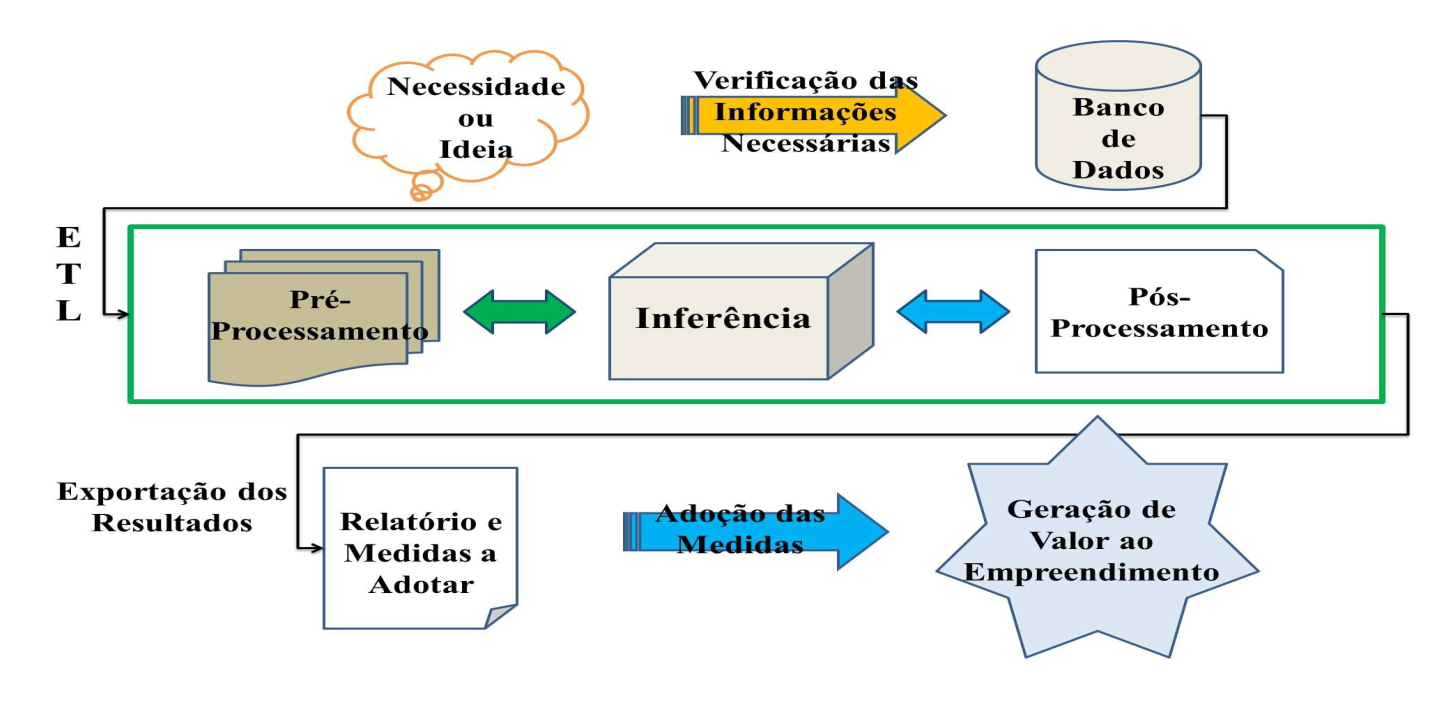 Necessidade
ou
Ideia
Verificação das
Informações
Necessárias
Banco
de
Dados
E
T
L
Pré-
Processamento
Inferência
Pós-
Processamento
Exportação dos
Resultados
Relatório e
Medidas a
Adotar
Adoção das
Medidas
Geração de
Valor ao
Empreendimento